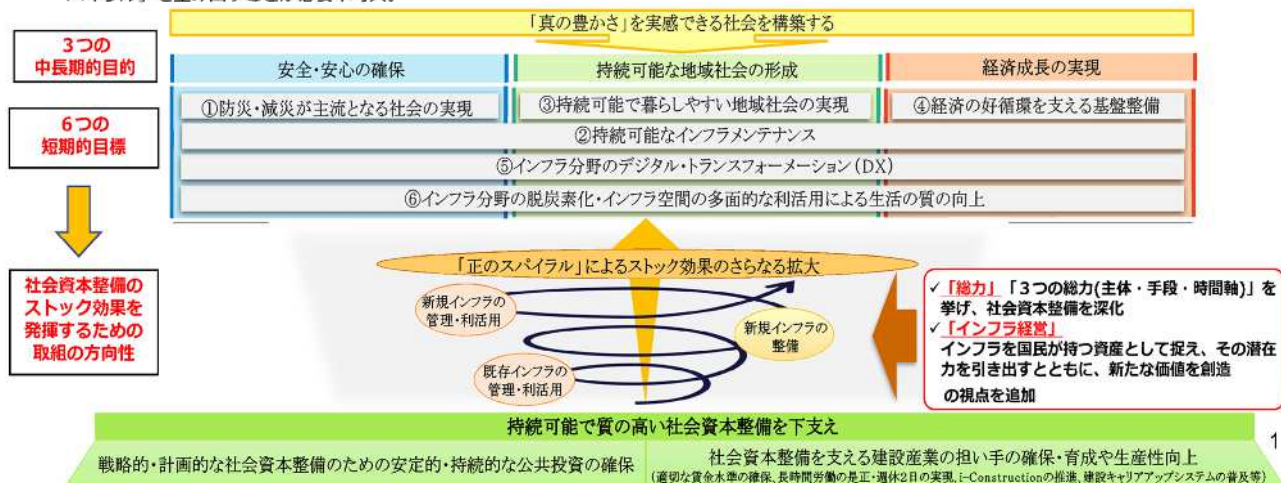 「真の豊かさ」を実感できる社会を構築する
3つの
中長期的目的
安全・安心の確保
持続可能な地域社会の形成
経済成長の実現
6つの
短期的目標
①防災・減災が主流となる社会の実現
③持続可能で暮らしやすい地域社会の実現
④経済の好循環を支える基盤整備
②持続可能なインフラメンテナンス
⑤インフラ分野のデジタル・トランスフォーメーション(DX)
⑥インフラ分野の脱炭素化・インフラ空間の多面的な利活用による生活の質の向上
社会資本整備の
ストック効果を
発揮するための
取組の方向性
「正のスパイラル」によるストック効果のさらなる拡大
新規インフラの
管理・利活用
新規インフラの
整備
既存インフラの
管理・利活用
✓「総力」「3つの総力(主体・手段・時間軸)」を
挙げ、社会資本整備を深化
✓「インフラ経営」
インフラを国民が持つ資産として捉え、その潜在
力を引き出すとともに、新たな価値を創造
の視点を追加
持続可能で質の高い社会資本整備を下支え
戦略的・計画的な社会資本整備のための安定的・持続的な公共投資の確保
社会資本整備を支える建設産業の担い手の確保・育成や生産性向上
(適切な賃金水準の確保、長時間労働の是正・週休2日の実現、i-Constructionの推進、建設キャリアアップシステムの普及等)
1